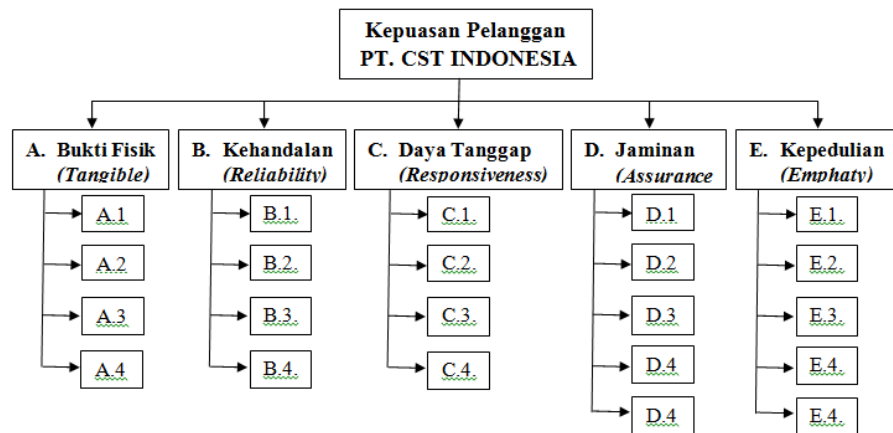 Kepuasan Pelanggan
PT. CST INDONESIA
A. Bukti Fisik
(Tangible)
B. Kehandalan
(Reliability)
C. Daya Tanggap
(Responsiveness)
D. Jaminan
(Assurance
E. Kepedulian
(Emphaty)
A.1
A.2
A.3
A.4
B.1.
B.2.
B.3.
B.4.
C.1.
C.2.
C.3.
C.4.
D.1
D.2
D.3
D.4
D.4
E.1.
E.2.
E.3.
E.4.
E.4.